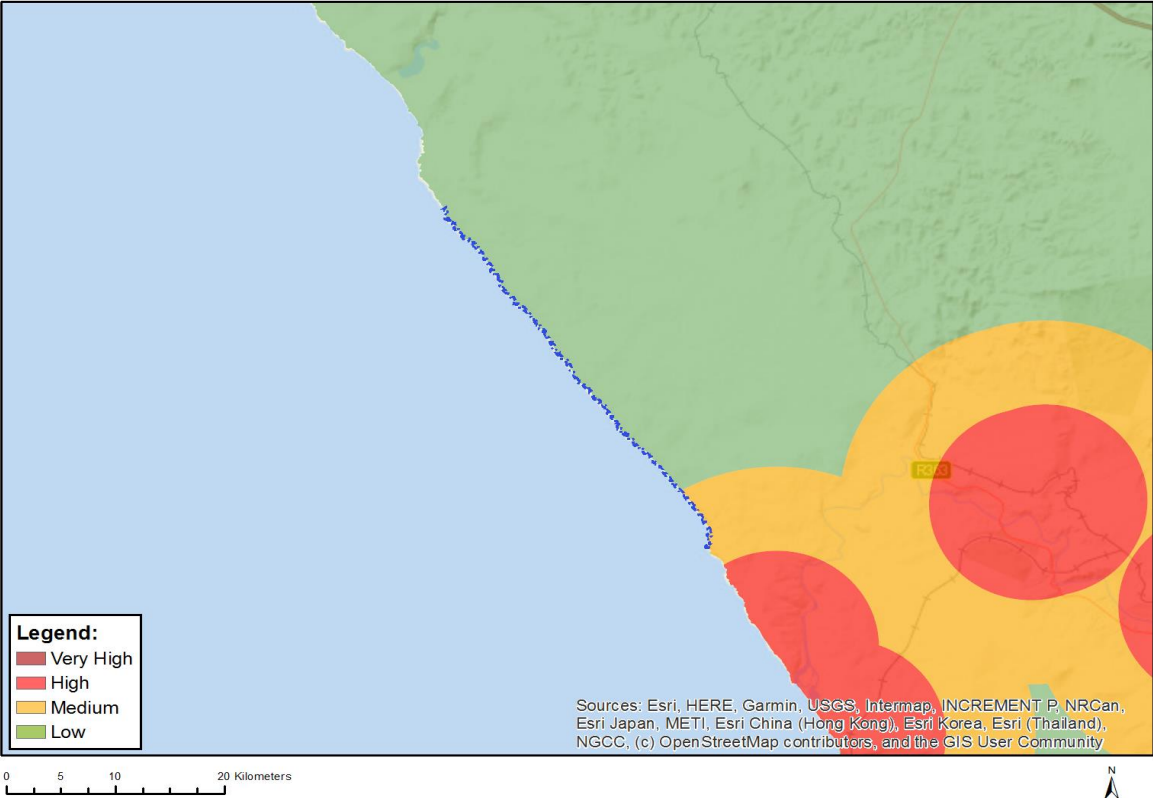 R363
Legend:
Very High
High
Medium
Low
Sources: Esri, HERE, Garmin, USGS, Intermap, INCREMENT P, NRCan,
Esri Japan, METI, Esri China (Hong Kong), Esri Korea, Esri (Thailand),
NGCC, (c) OpenStreetMap contributors, and the GIS User Community
0 5 10 20 Kilometers
N